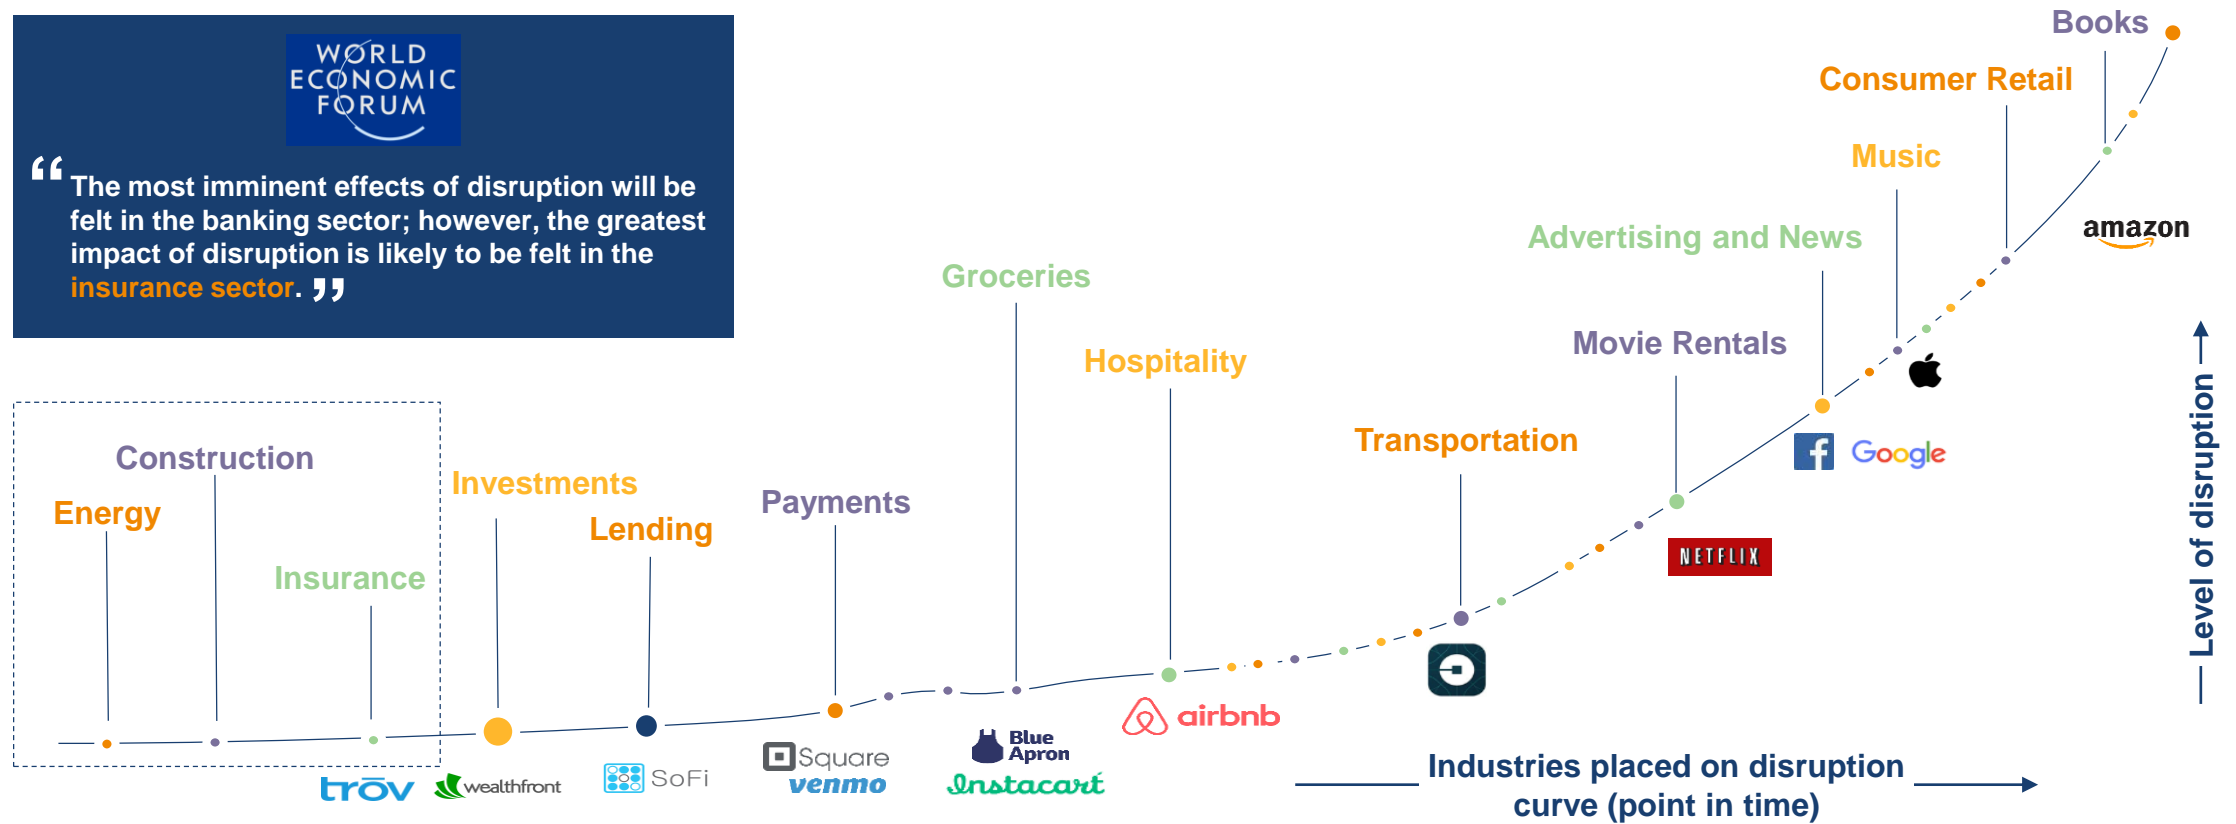 WORLD
ECONOMIC
FORUM
“ The most imminent effects of disruption will be
felt in the banking sector; however, the greatest
impact of disruption is likely to be felt in the
insurance sector. ”
Energy
Construction
Insurance
trōv
Investments
wealthfront
Lending
SoFi
Payments
Square
venmo
Groceries
Blue
Apron
Instacart
Hospitality
airbnb
Transportation
Movie Rentals
NETFLIX
Advertising and News
f
Google
Music
Consumer Retail
Books
amazon
Level of disruption
Industries placed on disruption
curve (point in time)